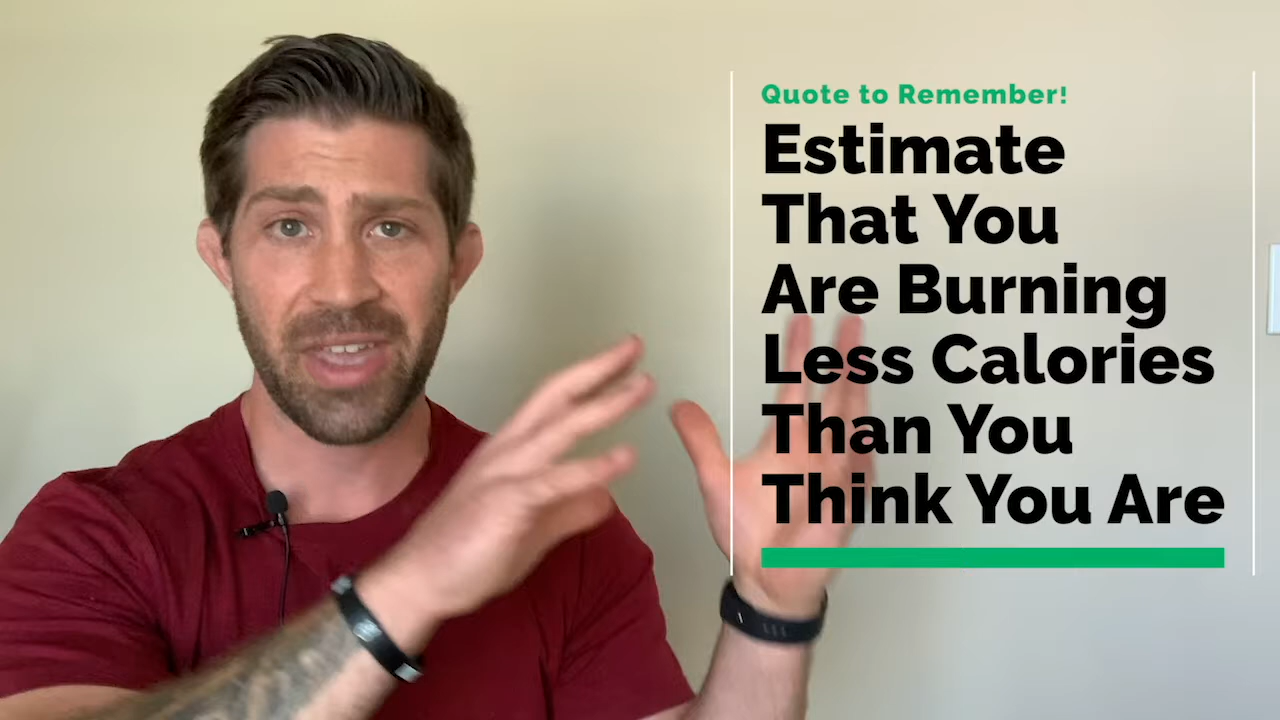 Quote to Remember!
Estimate
That You
Are Burning
Less Calories
Than You
Think You Are